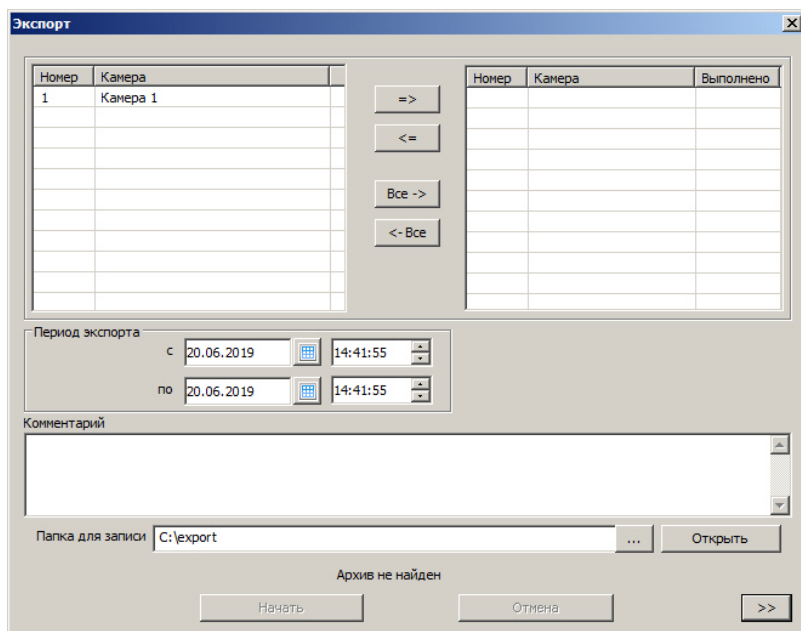 Экспорт
Номер Камера
1 Камера 1
=>
<=
Все ->
<- Все
Номер Камера Выполнено
Период экспорта
с 20.06.2019 14:41:55
по 20.06.2019 14:41:55
Комментарий
Папка для записи C:\export ... Открыть
Архив не найден
Начать Отмена >>